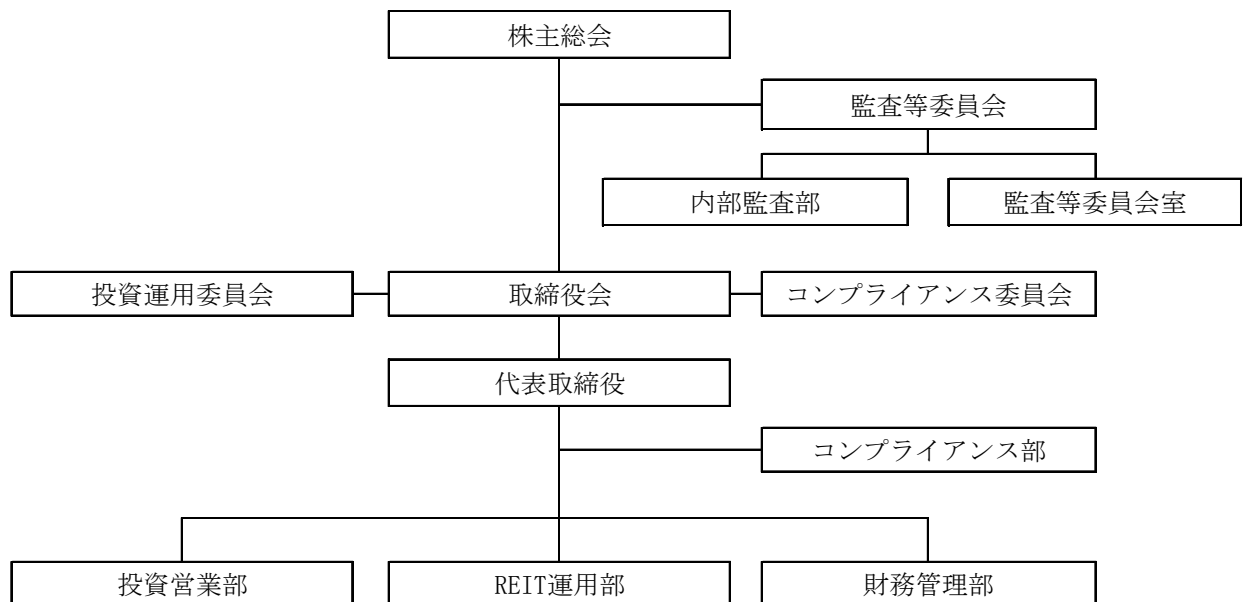 株主総会
監査等委員会
内部監査部
監査等委員会室
投資運用委員会
取締役会
コンプライアンス委員会
代表取締役
コンプライアンス部
投資営業部
REIT運用部
財務管理部